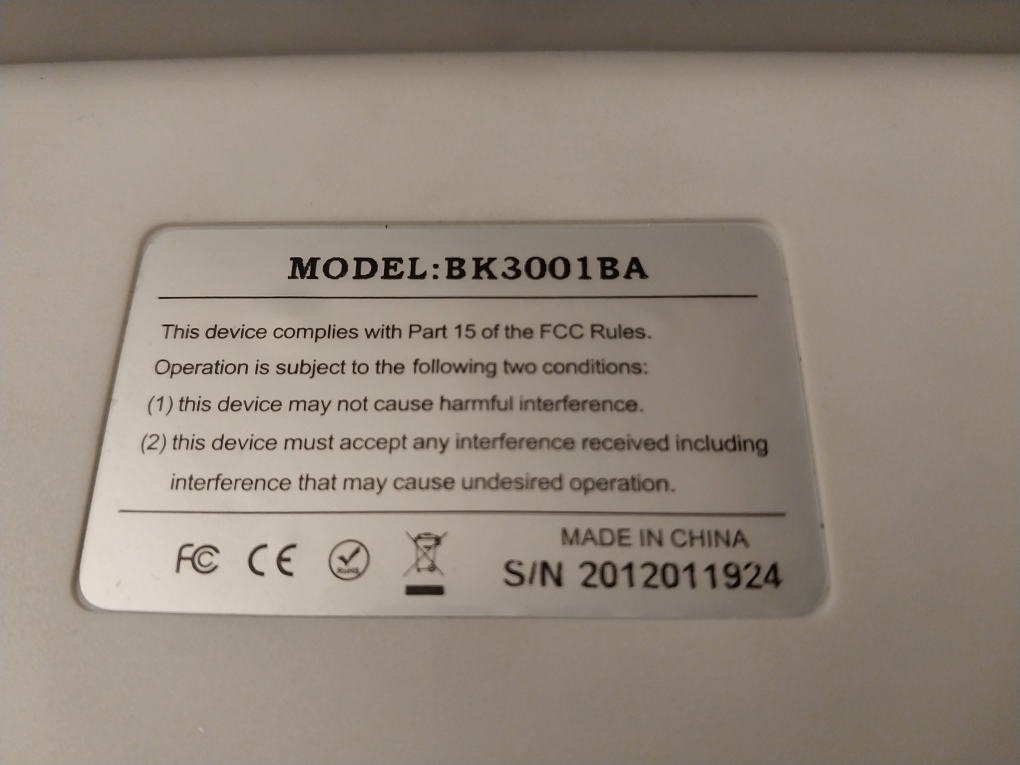 MODEL:BK3001BA
This device complies with Part 15 of the FCC Rules.
Operation is subject to the following two conditions:
(1) this device may not cause harmful interference.
(2) this device must accept any interference received including
interference that may cause undesired operation.
FC CE RoHS
MADE IN CHINA
S/N 2012011924